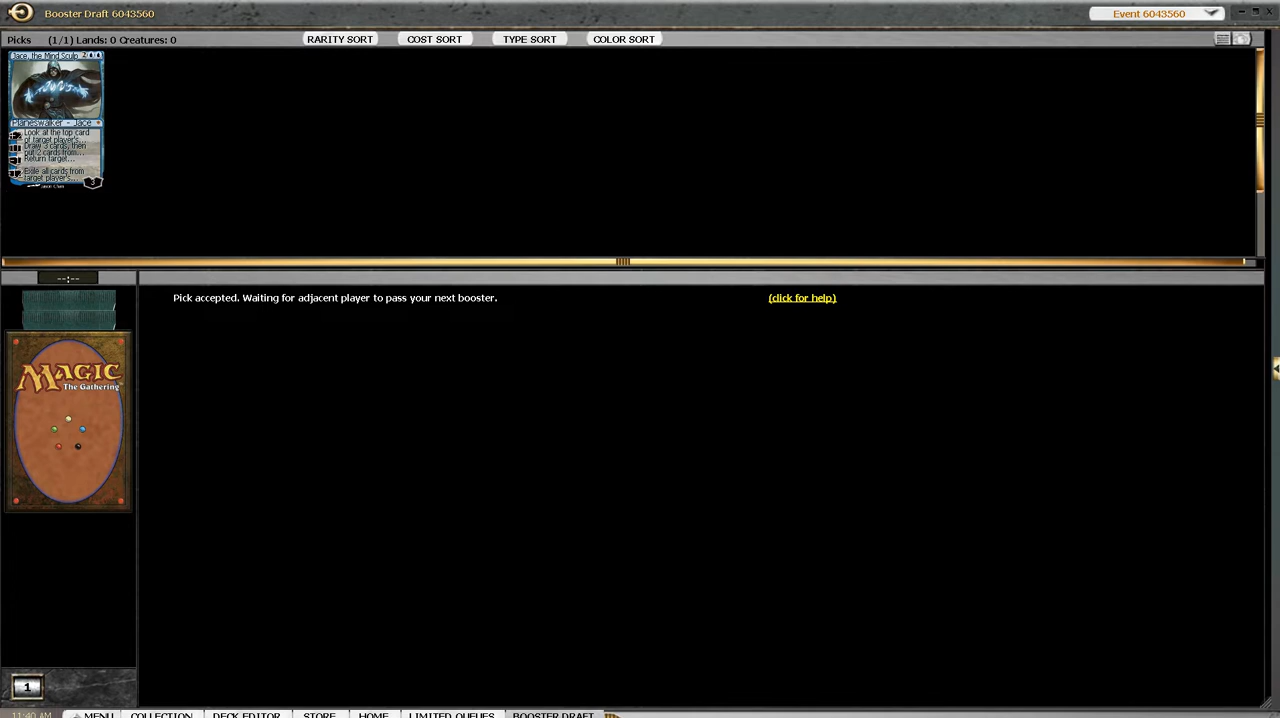 Booster Draft 6043560
Event 6043560
Picks (1/1) Lands: 0 Creatures: 0
RARITY SORT
COST SORT
TYPE SORT
COLOR SORT
Jace, the Mind Sculp 2
Planeswalker - Jace
Look at the top card
of target player's...
Draw 3 cards, then
put 2 cards from...
Return target...
Exile all cards from
target player's...
3
--:--
Pick accepted. Waiting for adjacent player to pass your next booster.
(click for help)
MAGIC
The Gathering
1
11:40 AM
MENU
COLLECTION
DECK EDITOR
STORE
HOME
LIMITED QUEUES
BOOSTER DRAFT